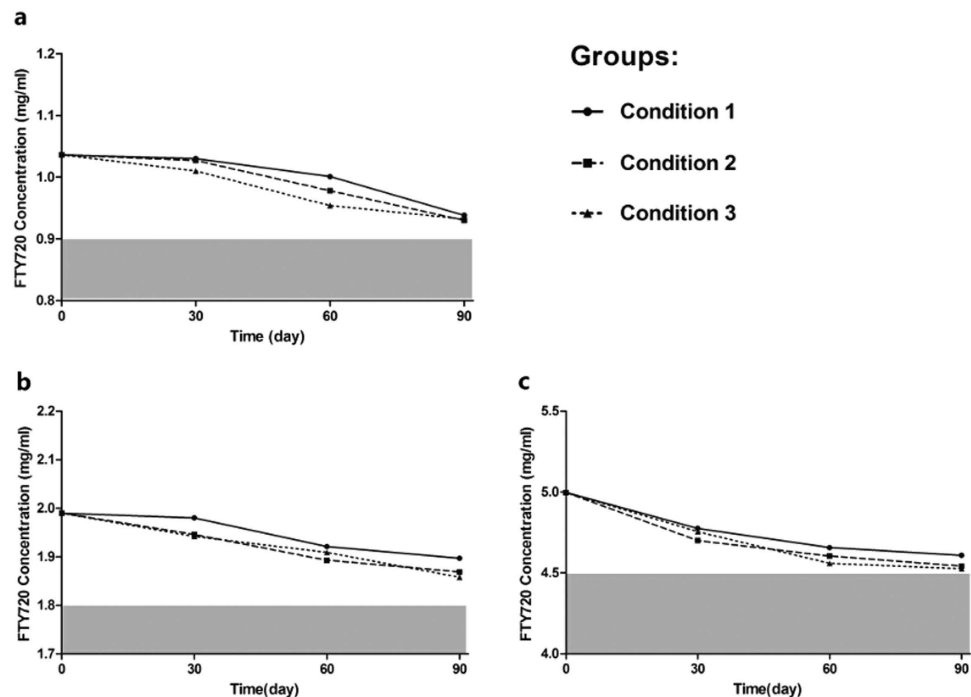 a
FTY720 Concentration (mg/ml)
1.2
1.1
1.0
0.9
0.8
0 30 60 90
Time (day)
Groups:
Condition 1
Condition 2
Condition 3
b
FTY720 Concentration (mg/ml)
2.2
2.1
2.0
1.9
1.8
1.7
0 30 60 90
Time(day)
c
FTY720 Concentration (mg/ml)
5.5
5.0
4.5
4.0
0 30 60 90
Time(day)